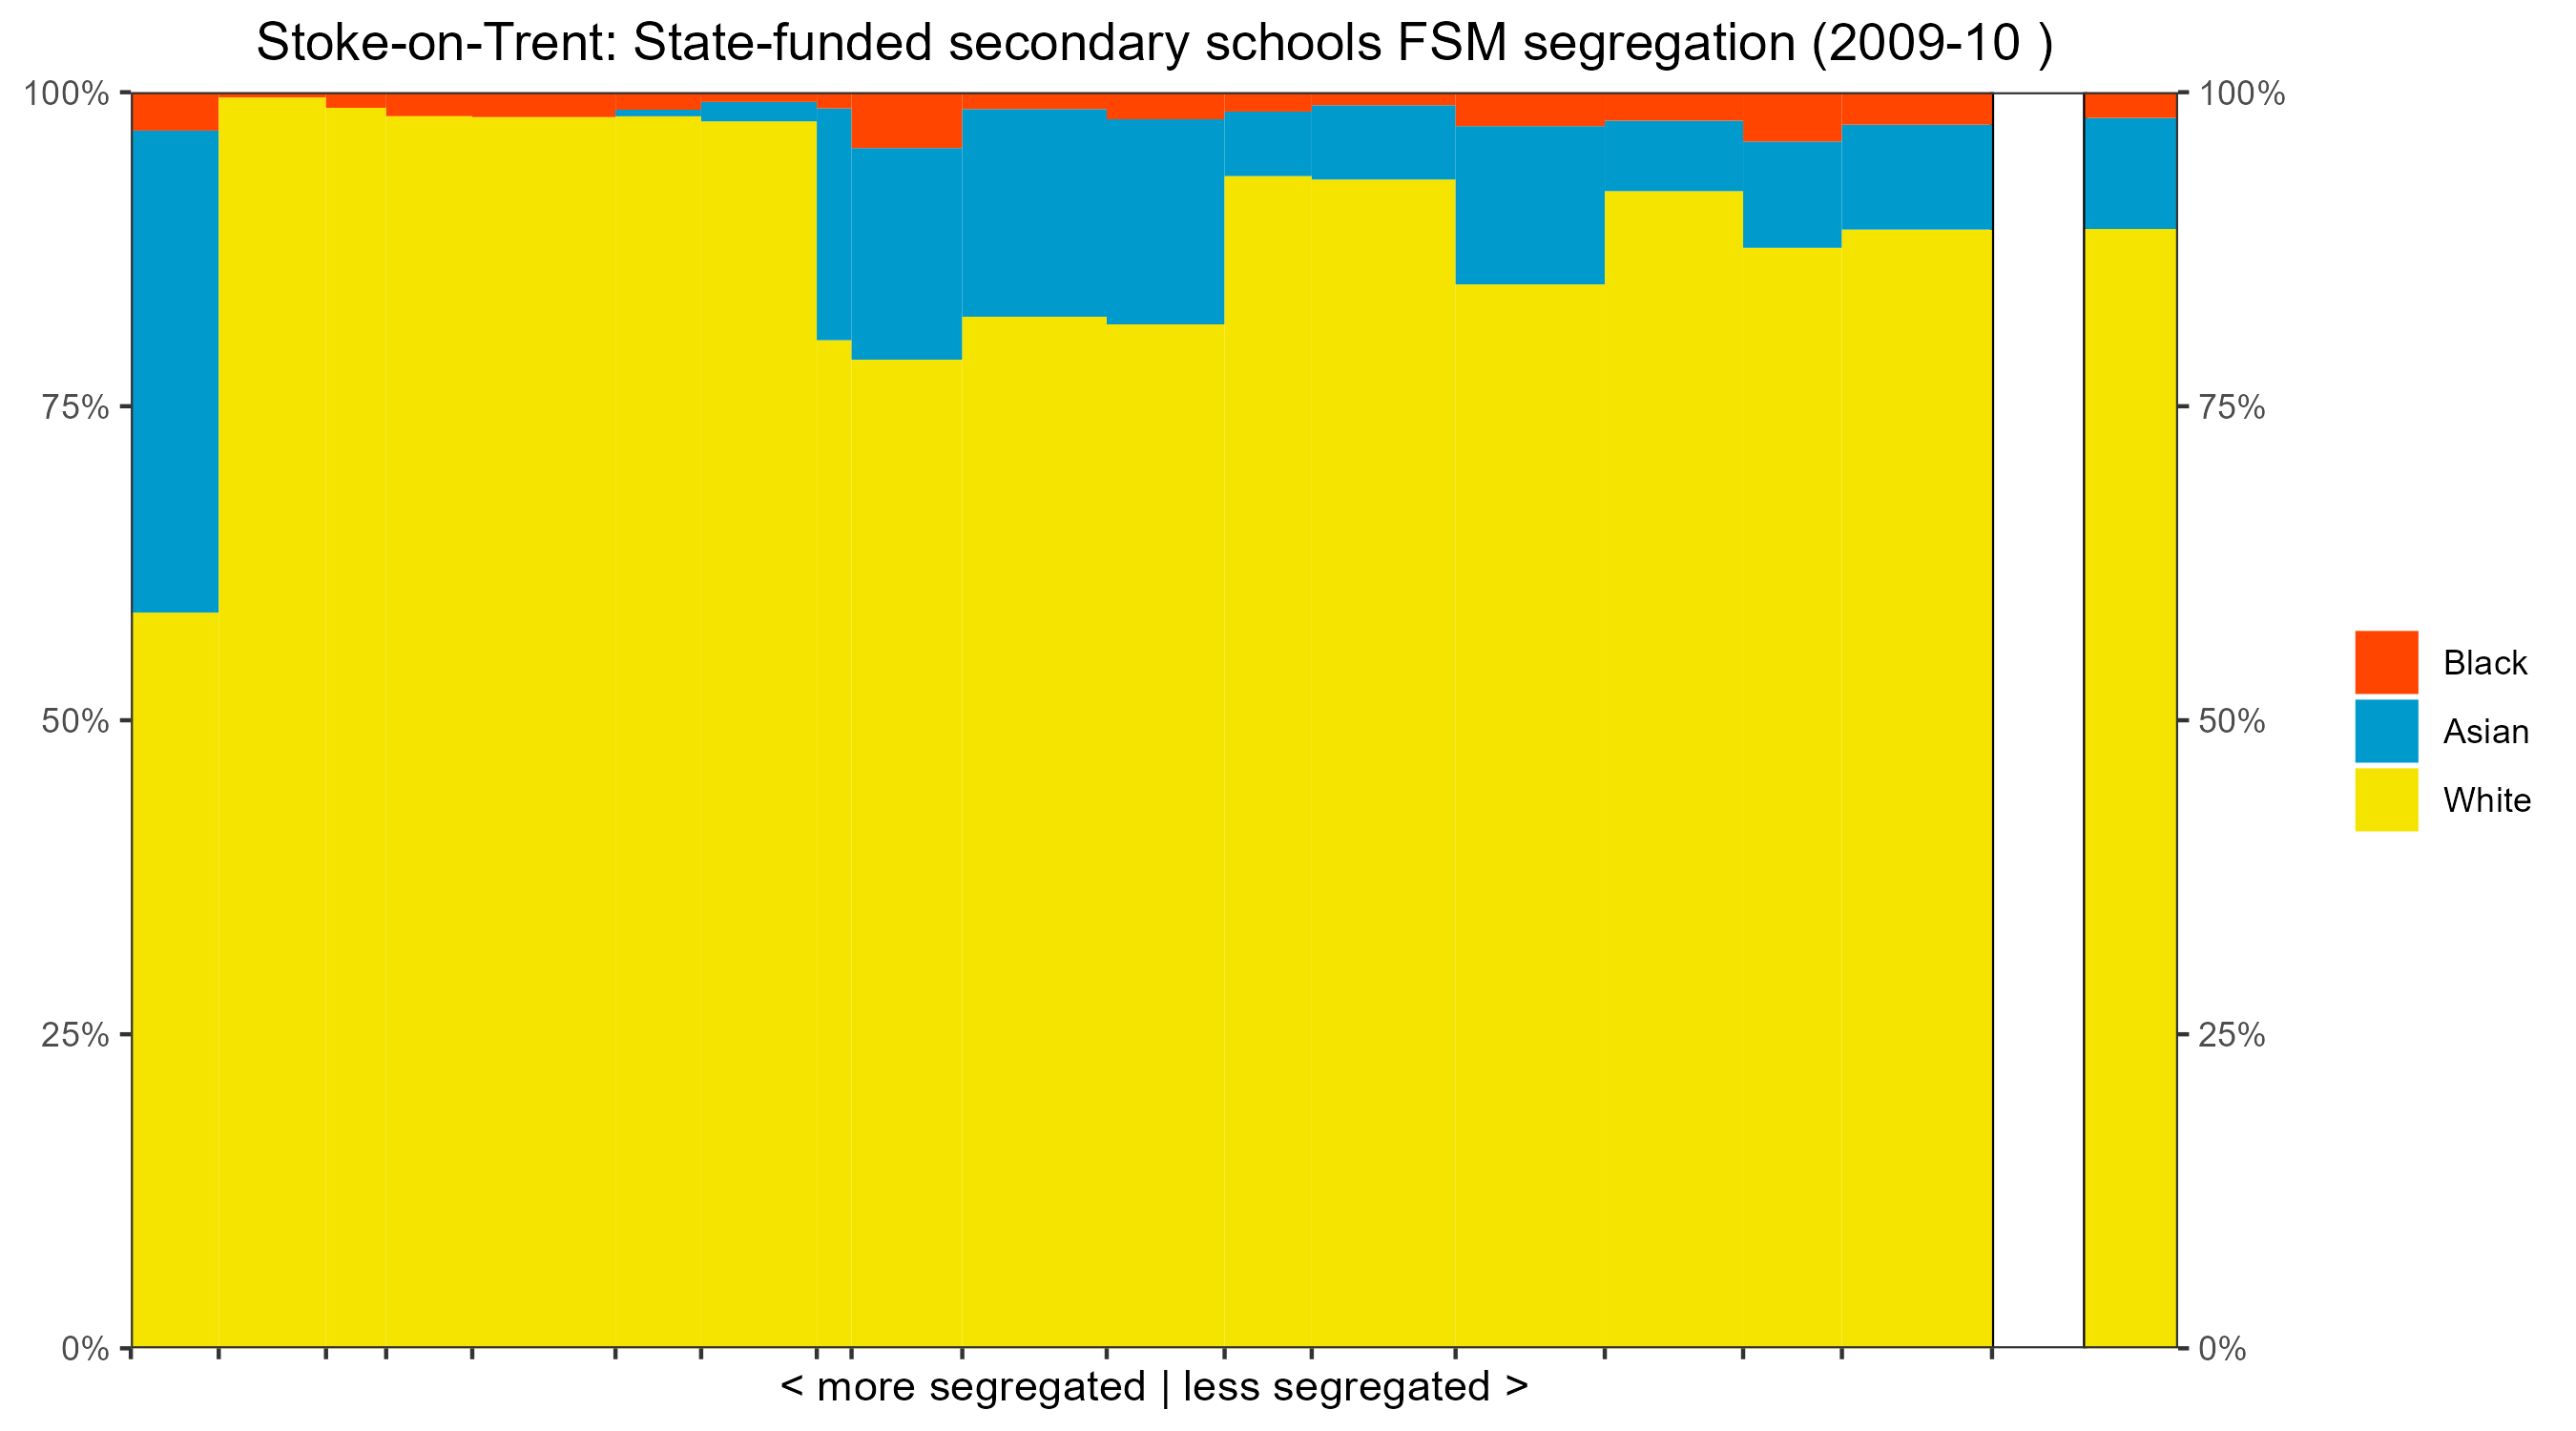 Stoke-on-Trent: State-funded secondary schools FSM segregation (2009-10 )
100%
75%
50%
25%
0%
100%
75%
50%
25%
0%
Black
Asian
White
< more segregated | less segregated >